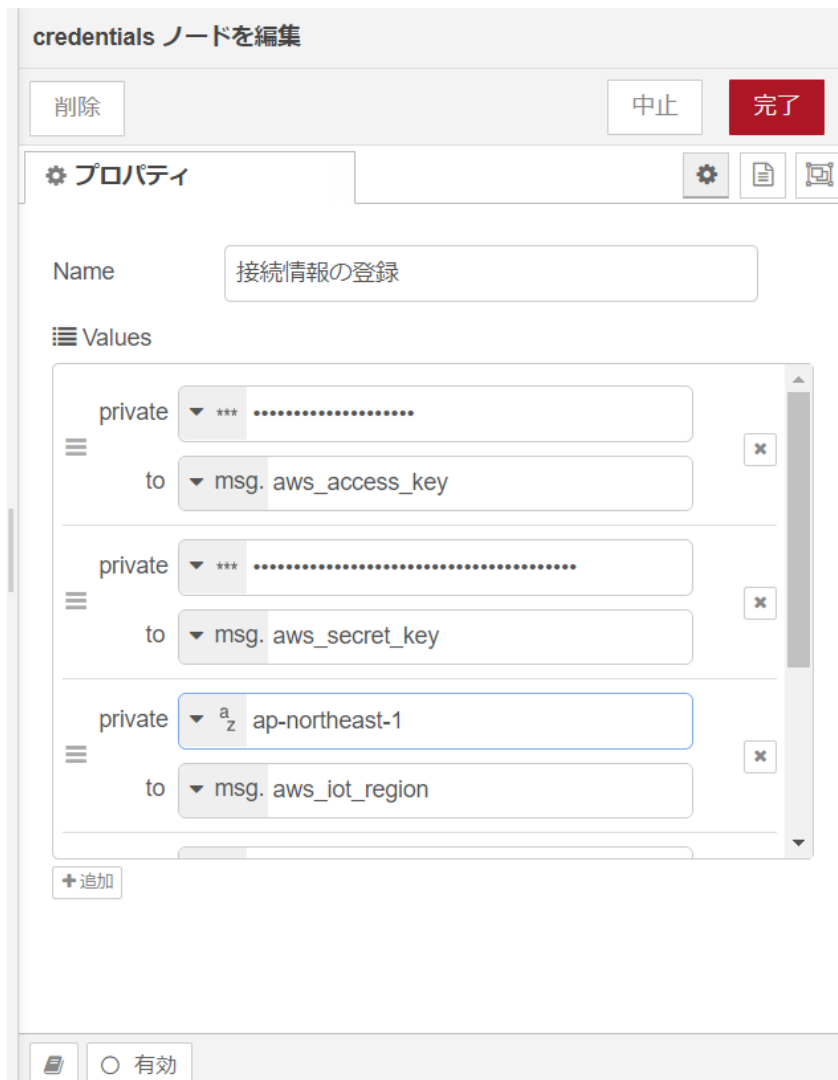 credentials ノードを編集
削除 中止 完了
プロパティ
Name 接続情報の登録
Values
private *** ••••••••••••••••••••
to msg. aws_access_key
private *** ••••••••••••••••••••••••••••••••••••••••
to msg. aws_secret_key
private az ap-northeast-1
to msg. aws_iot_region
追加
有効